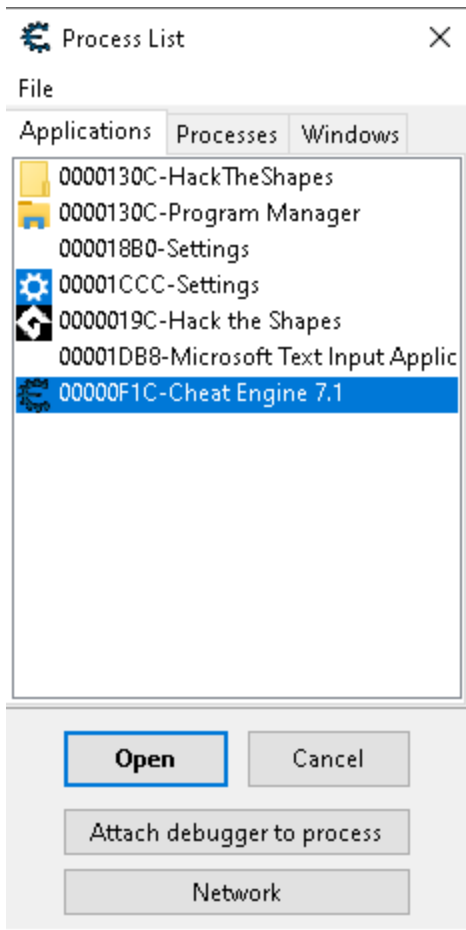 Process List
File
Applications Processes Windows
0000130C-HackTheShapes
0000130C-Program Manager
000018B0-Settings
00001CCC-Settings
0000019C-Hack the Shapes
00001DB8-Microsoft Text Input Applic
00000F1C-Cheat Engine 7.1
Open Cancel
Attach debugger to process
Network